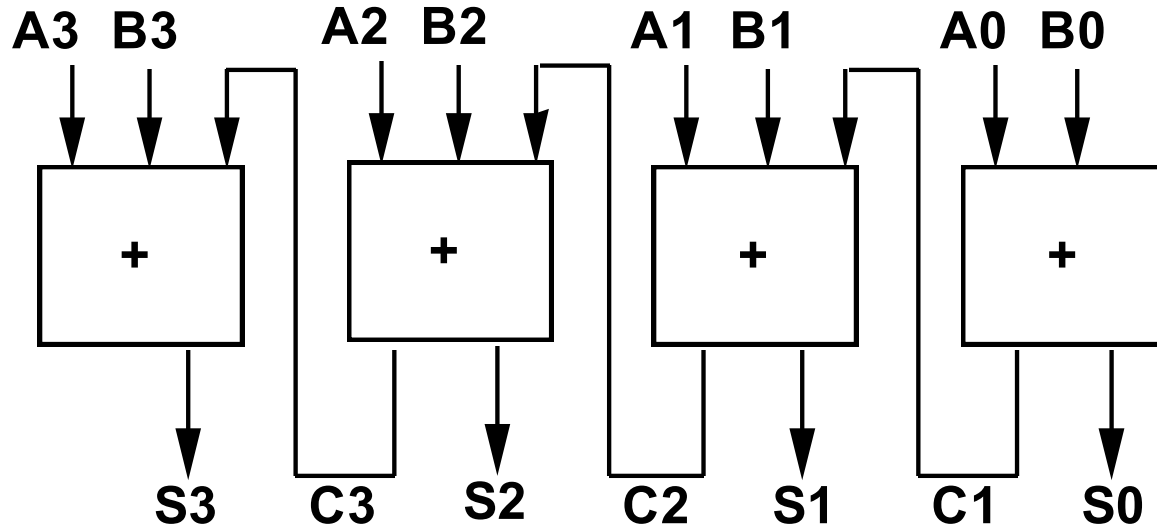 A3 B3 A2 B2 A1 B1 A0 B0
+ + + +
S3 C3 S2 C2 S1 C1 S0